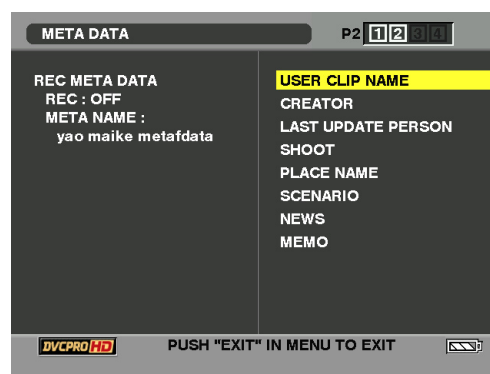 META DATA
P2 1 2 3 4
REC META DATA
REC : OFF
META NAME :
yao maike metafdata
USER CLIP NAME
CREATOR
LAST UPDATE PERSON
SHOOT
PLACE NAME
SCENARIO
NEWS
MEMO
DVCPRO HD
PUSH "EXIT" IN MENU TO EXIT